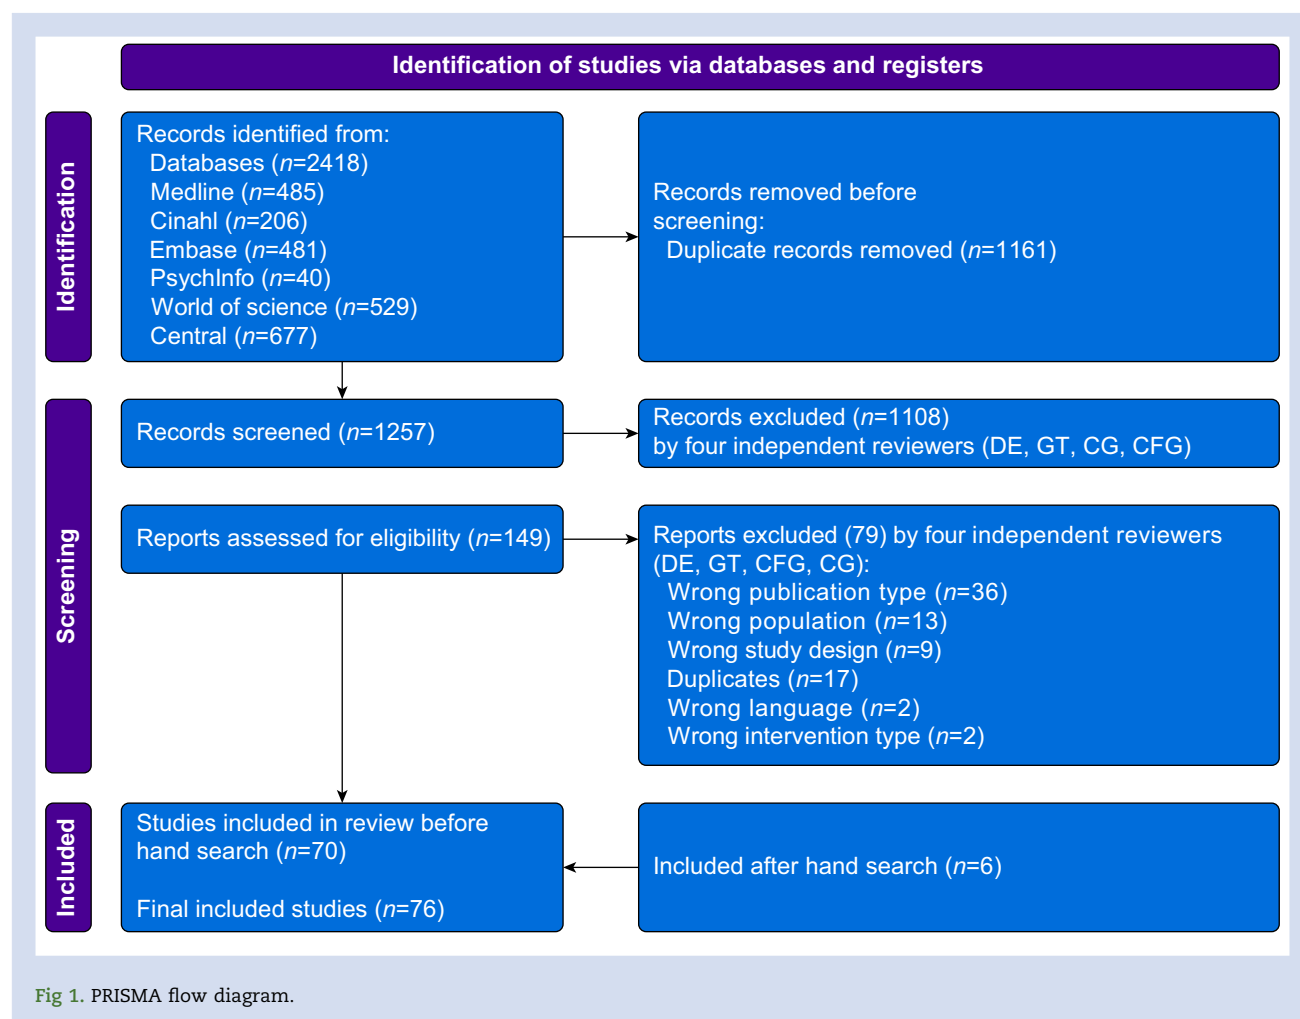 Identification of studies via databases and registers
Identification
Records identified from:
Databases (n=2418)
Medline (n=485)
Cinahl (n=206)
Embase (n=481)
PsychInfo (n=40)
World of science (n=529)
Central (n=677)
Records removed before
screening:
Duplicate records removed (n=1161)
Screening
Records screened (n=1257)
Records excluded (n=1108)
by four independent reviewers (DE, GT, CG, CFG)
Reports assessed for eligibility (n=149)
Reports excluded (79) by four independent reviewers
(DE, GT, CFG, CG):
Wrong publication type (n=36)
Wrong population (n=13)
Wrong study design (n=9)
Duplicates (n=17)
Wrong language (n=2)
Wrong intervention type (n=2)
Included
Studies included in review before
hand search (n=70)
Final included studies (n=76)
Included after hand search (n=6)
Fig 1. PRISMA flow diagram.